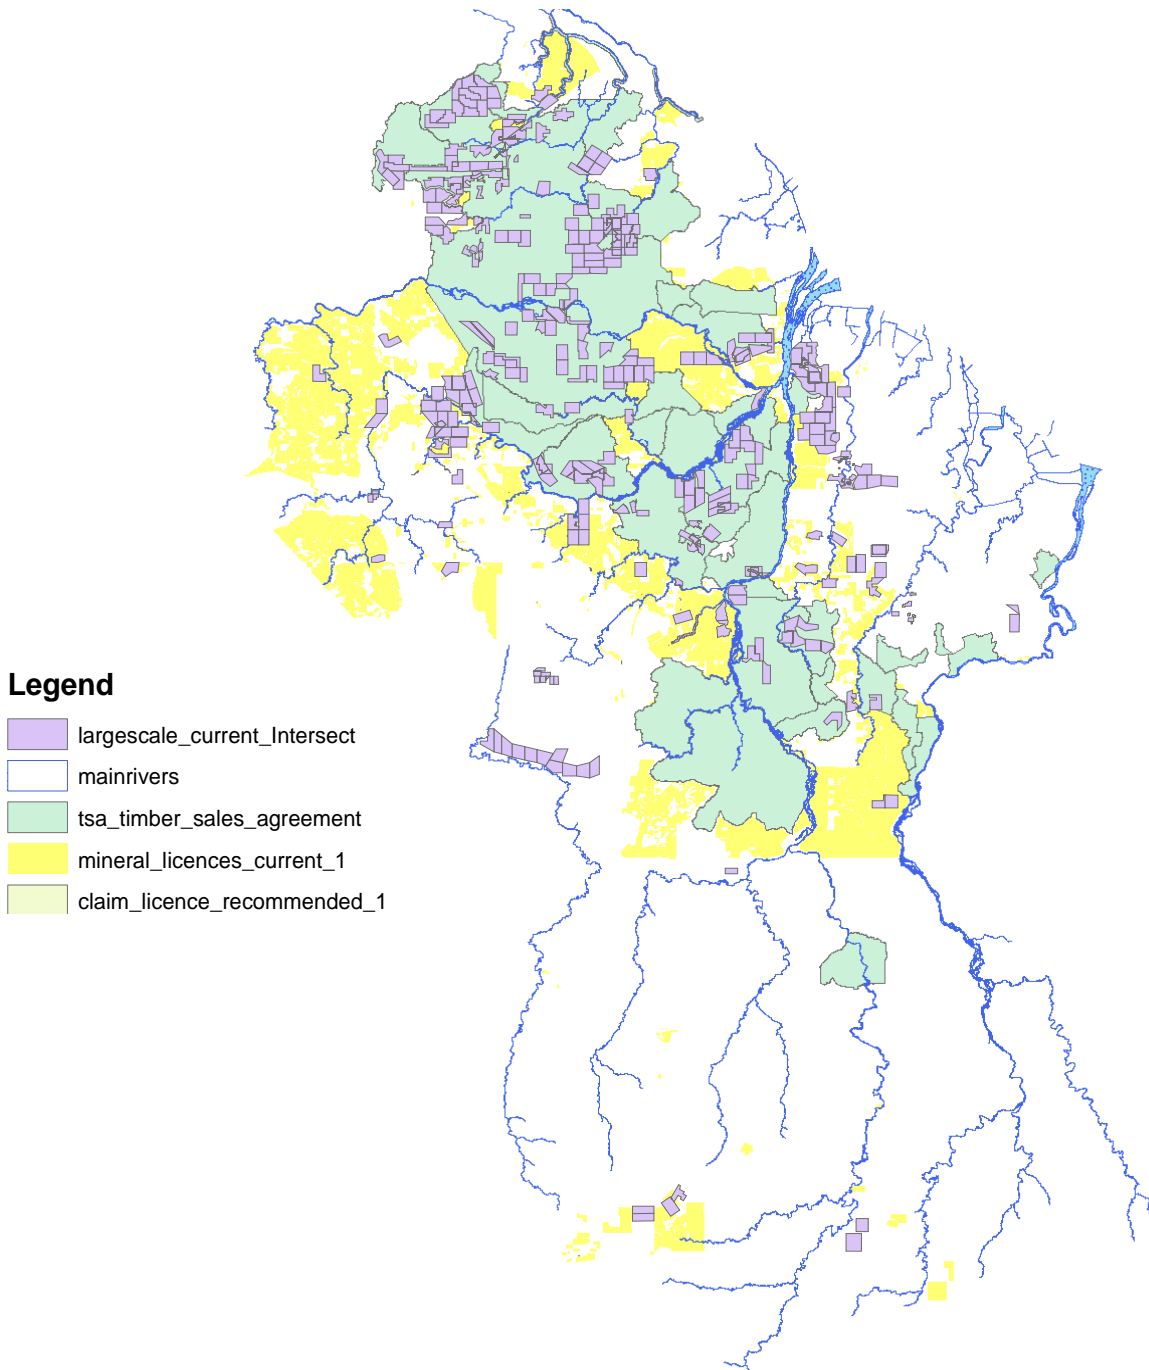 Legend
largescale_current_Intersect
mainrivers
tsa_timber_sales_agreement
mineral_licences_current_1
claim_licence_recommended_1